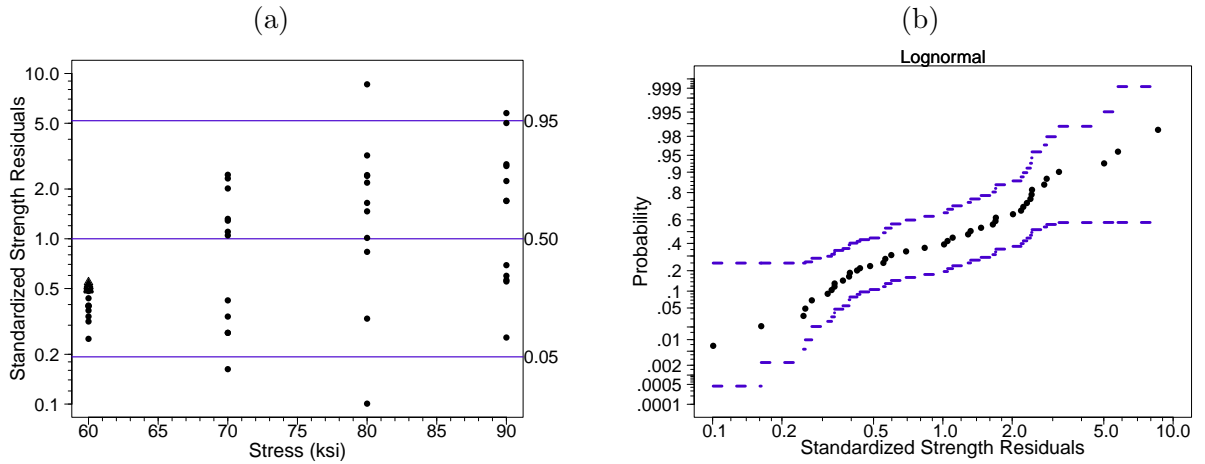 (a)
Standardized Strength Residuals
10.0
5.0
2.0
1.0
0.5
0.2
0.1
0.95
0.50
0.05
60 65 70 75 80 85 90
Stress (ksi)
(b)
Lognormal
Probability
.999
.995
.98
.95
.9
.8
.6
.4
.2
.1
.05
.01
.002
.0005
.0001
0.1 0.2 0.5 1.0 2.0 5.0 10.0
Standardized Strength Residuals